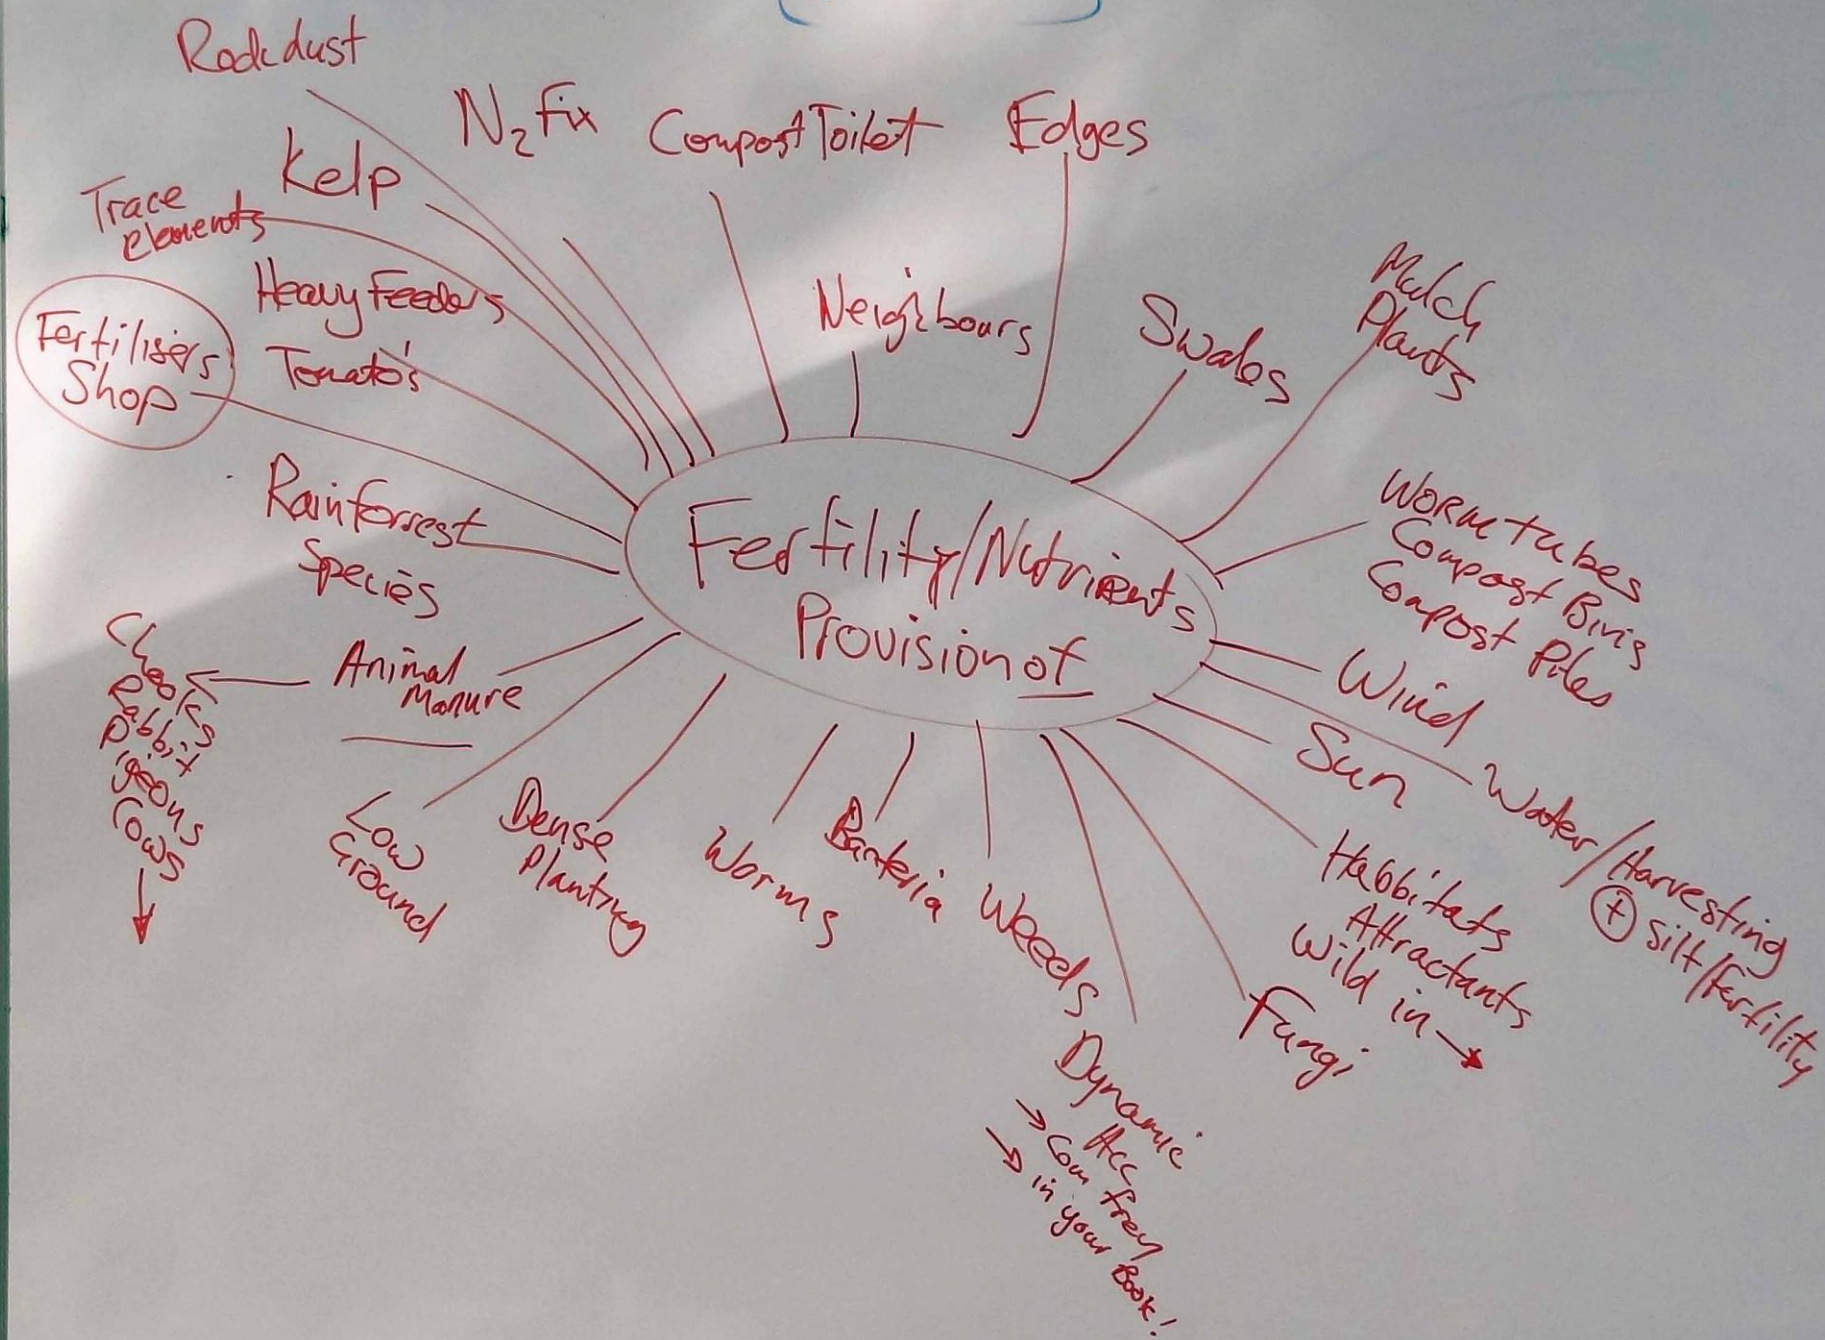 Fertility/Nutrients
Provision of
Rockdust
N₂ Fix
Compost Toilet
Edges
Kelp
Trace
elements
Heavy Feeders
Tomato's
Fertilisers
Shop
Neighbours
Swales
Mulch
Plants
Worm tubes
Compost Bins
Compost Piles
Wind
Sun
Water/Harvesting
+ silt/Fertility
Habbitats
Attractants
Wild in →
Fungi
Dynamic
Acc
→ Comfrey
→ in your Book!
Weeds
Bacteria
Worms
Dense
Planting
Low
Ground
Animal
Manure
Chooks
Rabbit
Pigeons
Cows
Rainforrest
Species